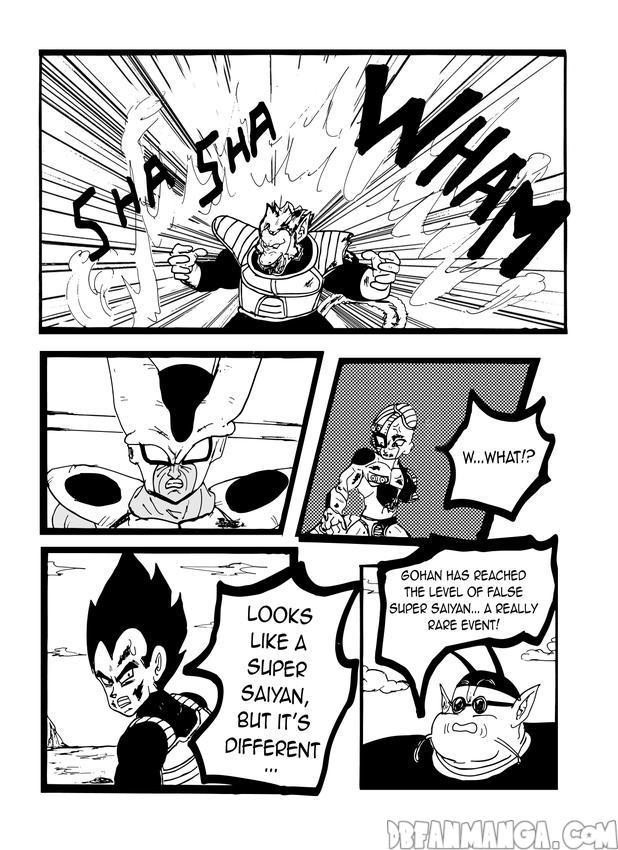 SHA SHA
WHAM
W...WHAT!?
LOOKS
LIKE A
SUPER
SAIYAN,
BUT IT'S
DIFFERENT
...
GOHAN HAS REACHED
THE LEVEL OF FALSE
SUPER SAIYAN... A REALLY
RARE EVENT!
DBFANMANGA.COM